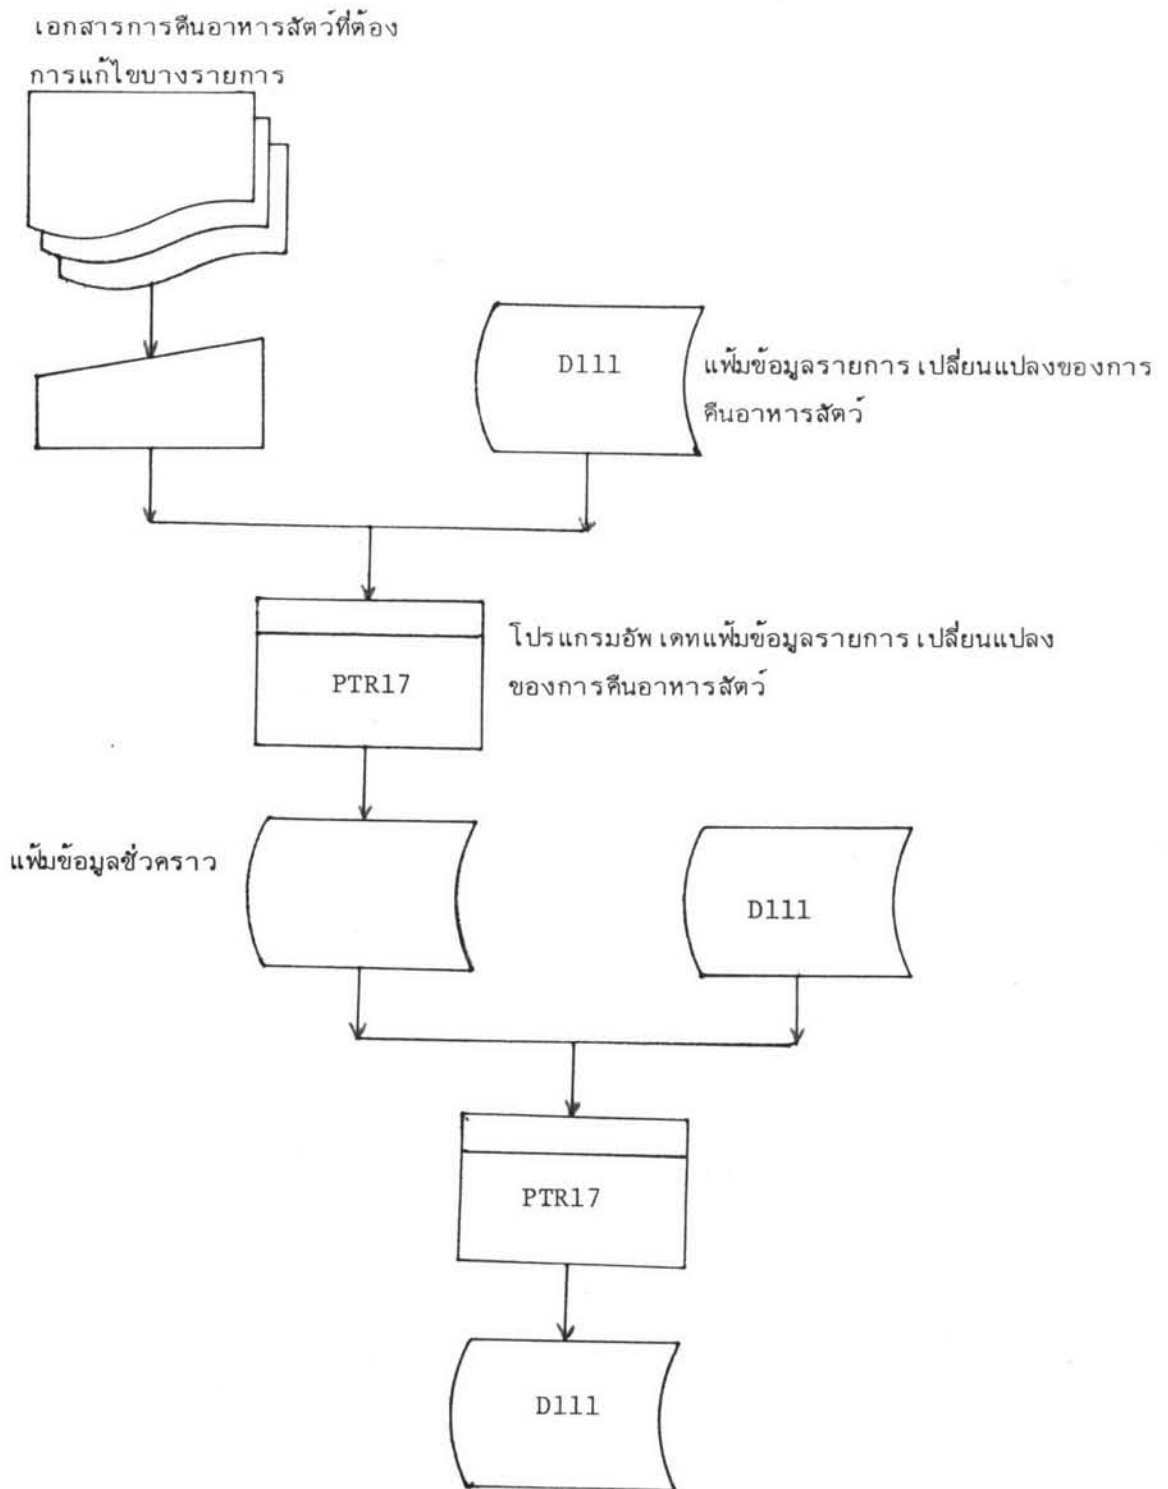 เอกสารการคืนอาหารสัตว์ที่ต้อง
การแก้ไขบางรายการ
D111
แฟ้มข้อมูลรายการเปลี่ยนแปลงของการ
คืนอาหารสัตว์
PTR17
โปรแกรมอัพเดทแฟ้มข้อมูลรายการเปลี่ยนแปลง
ของการคืนอาหารสัตว์
แฟ้มข้อมูลชั่วคราว
D111
PTR17
D111